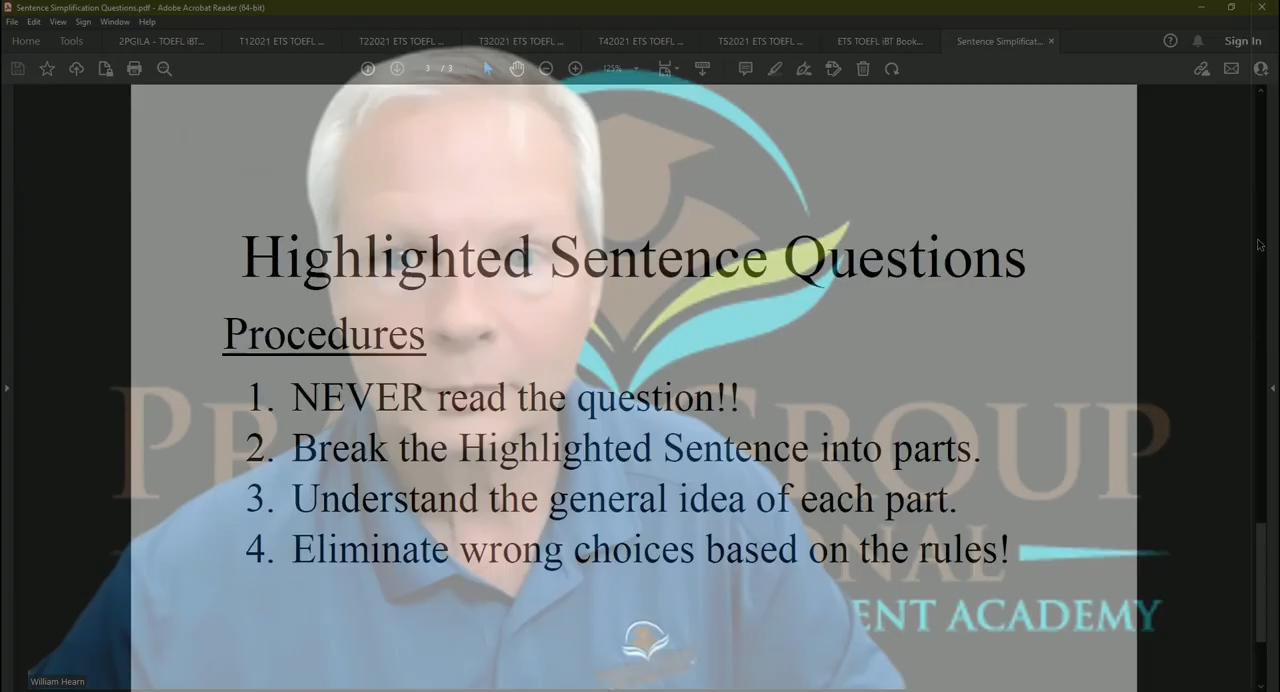 Sentence Simplification Questions.pdf - Adobe Acrobat Reader (64-bit)
File Edit View Sign Window Help
Home Tools 2PGILA - TOEFL iBT... T12021 ETS TOEFL ... T22021 ETS TOEFL ... T32021 ETS TOEFL ... T42021 ETS TOEFL ... T52021 ETS TOEFL ... ETS TOEFL iBT Book... Sentence Simplificat... × Sign In
3 / 3 125%
Highlighted Sentence Questions
Procedures
1. NEVER read the question!!
2. Break the Highlighted Sentence into parts.
3. Understand the general idea of each part.
4. Eliminate wrong choices based on the rules!
GROUP
NAL
ENT ACADEMY
William Hearn